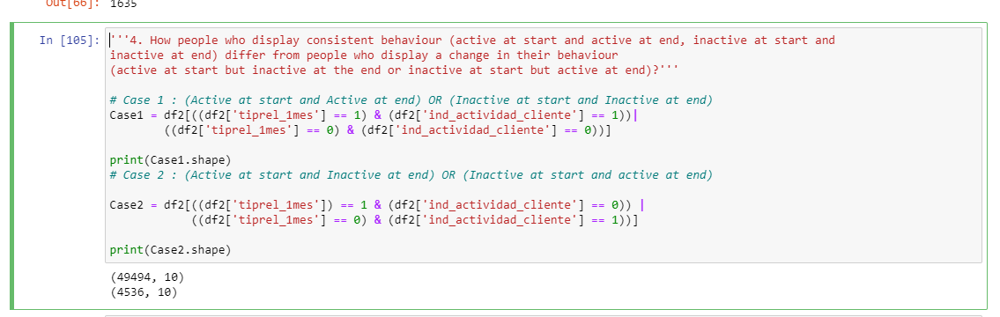 Out[66]: 1635
In [105]: '''4. How people who display consistent behaviour (active at start and active at end, inactive at start and
inactive at end) differ from people who display a change in their behaviour
(active at start but inactive at the end or inactive at start but active at end)?'''
# Case 1 : (Active at start and Active at end) OR (Inactive at start and Inactive at end)
Case1 = df2[((df2['tiprel_1mes'] == 1) & (df2['ind_actividad_cliente'] == 1))|
((df2['tiprel_1mes'] == 0) & (df2['ind_actividad_cliente'] == 0))]
print(Case1.shape)
# Case 2 : (Active at start and Inactive at end) OR (Inactive at start and active at end)
Case2 = df2[((df2['tiprel_1mes']) == 1 & (df2['ind_actividad_cliente'] == 0)) |
((df2['tiprel_1mes'] == 0) & (df2['ind_actividad_cliente'] == 1))]
print(Case2.shape)
(49494, 10)
(4536, 10)